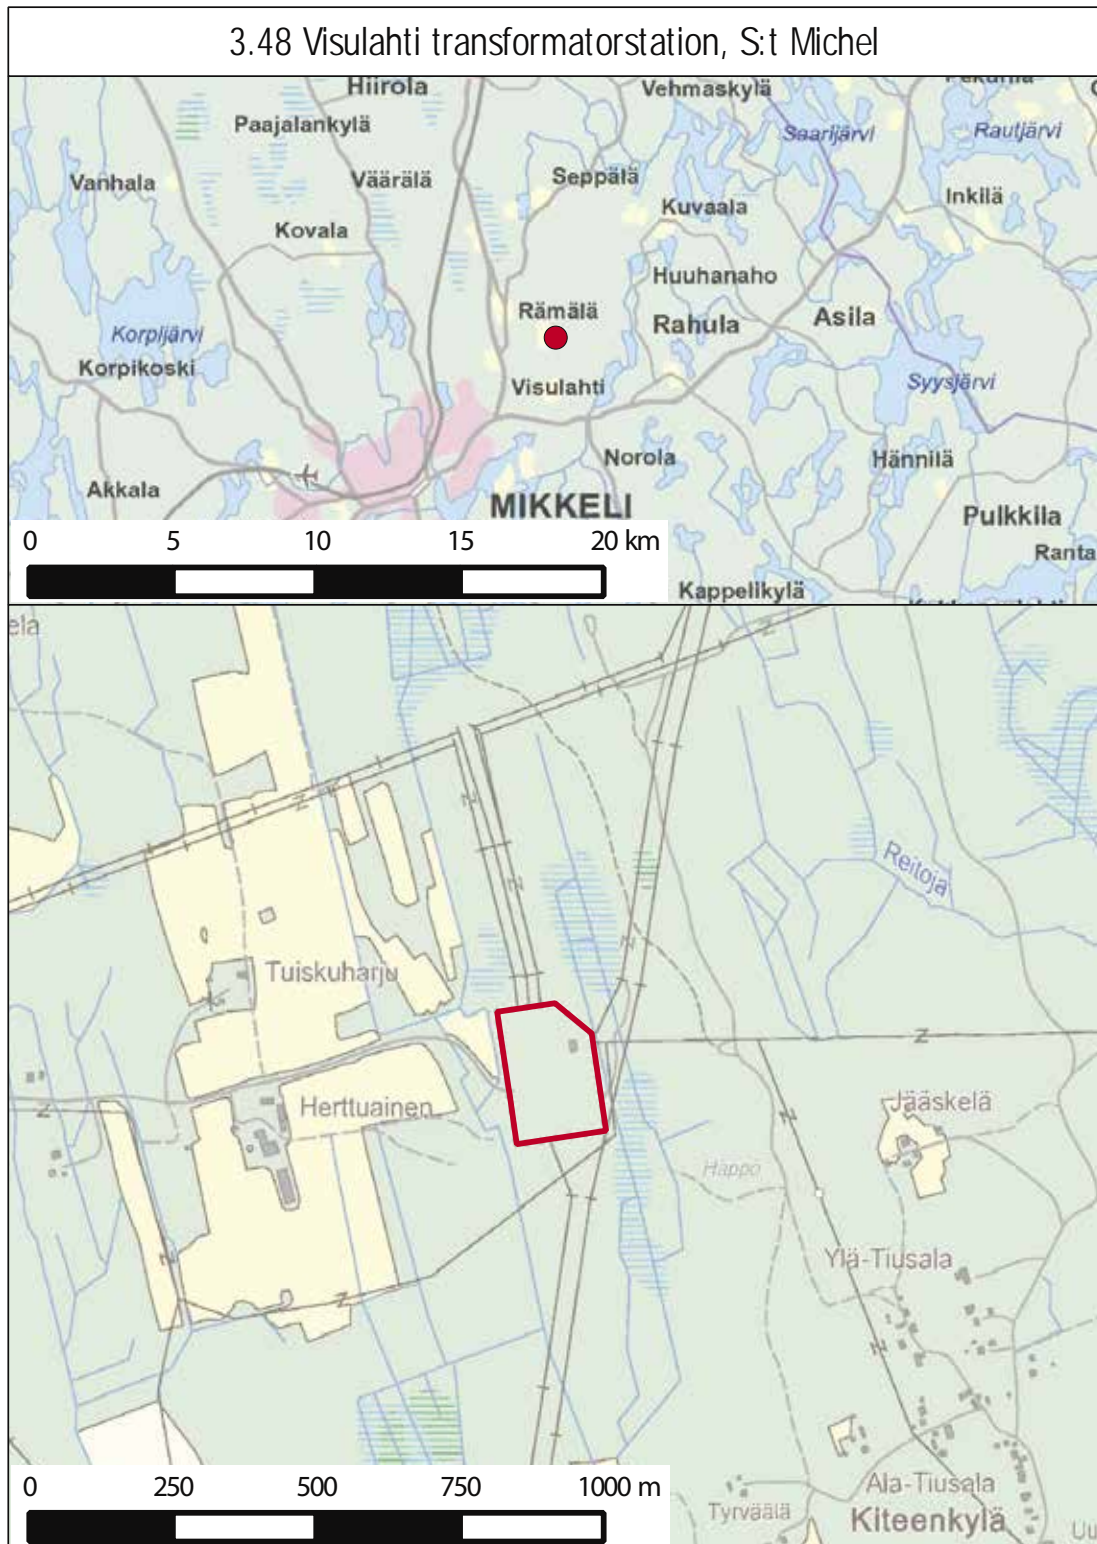 3.48 Visulahti transformatorstation, S:t Michel
Hiirola
Vehmaskylä
Paajalankylä
Saarijärvi
Rautjärvi
Vanhala
Väärälä
Seppälä
Inkilä
Kuvaala
Kovala
Huuhanaho
Rämälä
Rahula
Asila
Korpijärvi
Korpikoski
Visulahti
Syysjärvi
Norola
Hännilä
Akkala
MIKKELI
Pulkkila
Ranta
0 5 10 15 20 km
Kappelikylä
ela
Z
Z
Z
Z
Z
Reitoja
Z
Tuiskuharju
Z
Herttuainen
Jääskelä
Z
Z
Happo
Z
Ylä-Tiusala
Z
Z
0 250 500 750 1000 m
Ala-Tiusala
Tyrväälä
Kiteenkylä
Uu